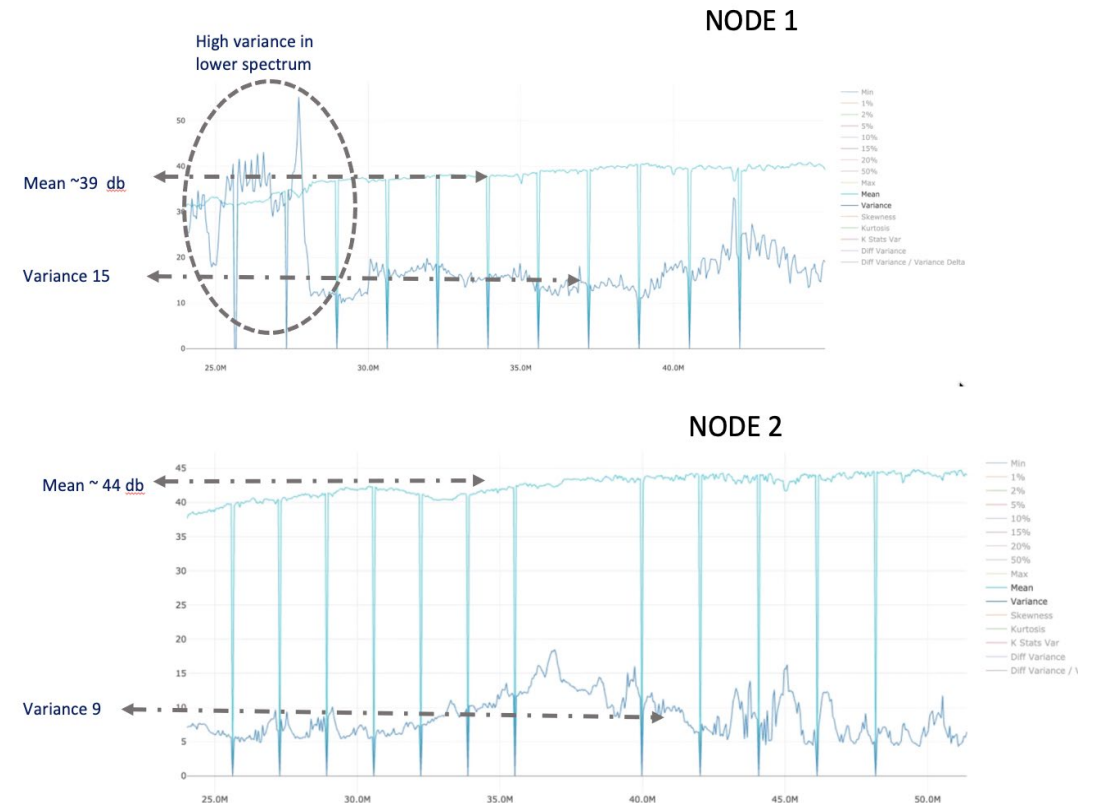 NODE 1
High variance in
lower spectrum
Min
1%
2%
5%
10%
15%
20%
50%
Max
Mean
Variance
Skewness
Kurtosis
K Stats Var
Diff Variance
Diff Variance / Variance Delta
50
40
30
20
10
0
Mean ~39 db
Variance 15
25.0M
30.0M
35.0M
40.0M
NODE 2
45
40
35
30
25
20
15
10
5
0
Mean ~ 44 db
Variance 9
Min
1%
2%
5%
10%
15%
20%
50%
Max
Mean
Variance
Skewness
Kurtosis
K Stats Var
Diff Variance
Diff Variance / \
25.0M
30.0M
35.0M
40.0M
45.0M
50.0M